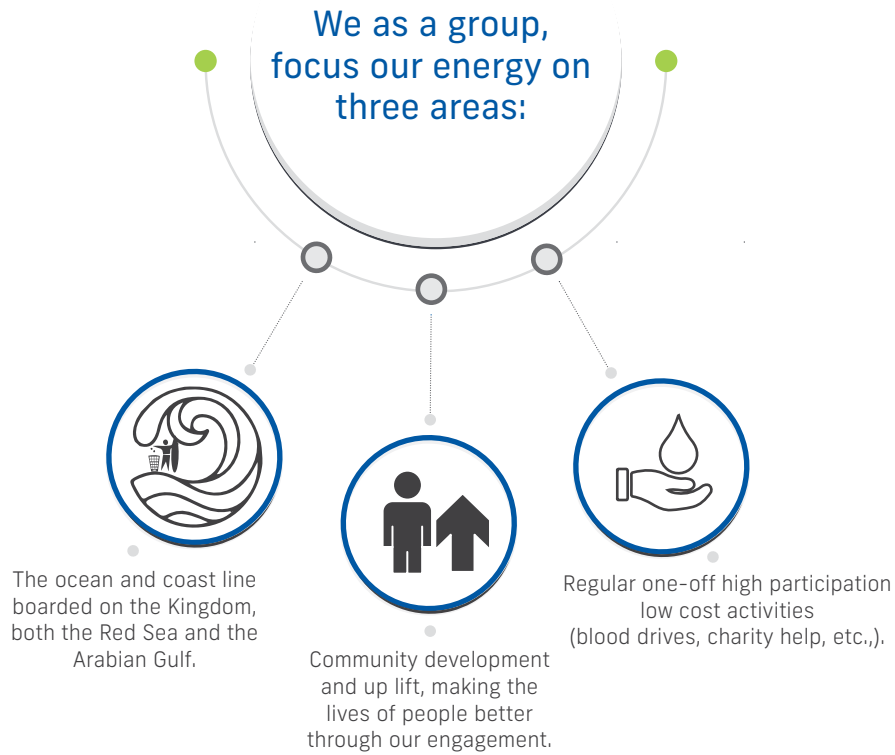 We as a group,
focus our energy on
three areas:
The ocean and coast line
boarded on the Kingdom,
both the Red Sea and the
Arabian Gulf.
Community development
and up lift, making the
lives of people better
through our engagement.
Regular one-off high participation
low cost activities
(blood drives, charity help, etc.,).